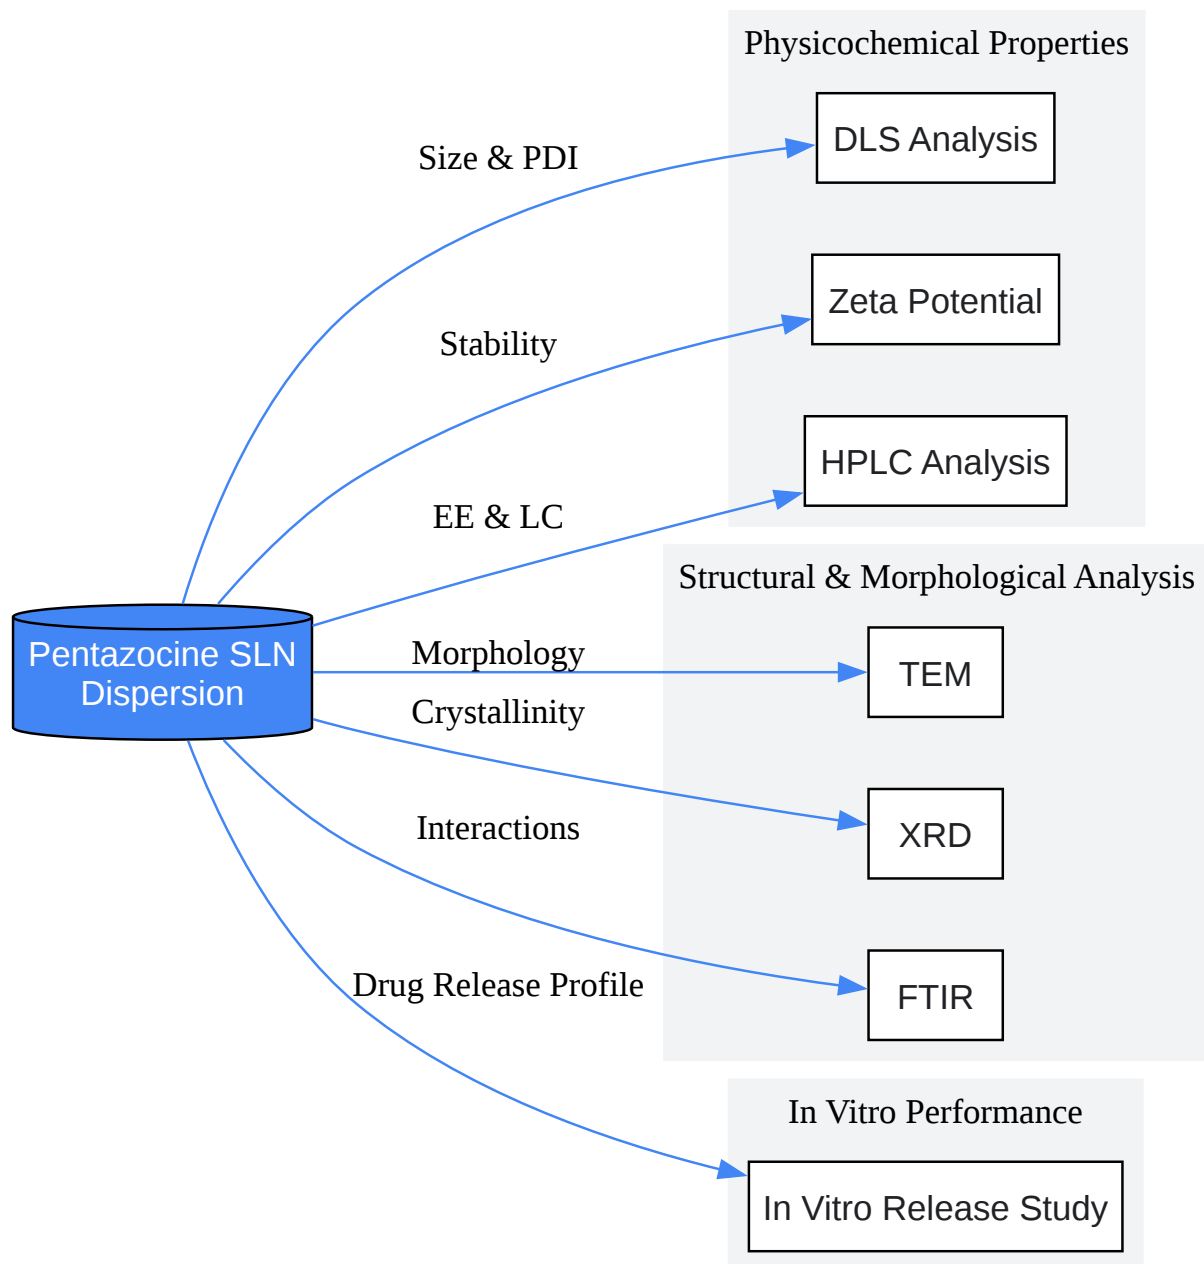 Physicochemical Properties
Size & PDI
DLS Analysis
Stability
Zeta Potential
EE & LC
HPLC Analysis
Structural & Morphological Analysis
Pentazocine SLN
Dispersion
Morphology
TEM
Crystallinity
XRD
Interactions
FTIR
Drug Release Profile
In Vitro Performance
In Vitro Release Study